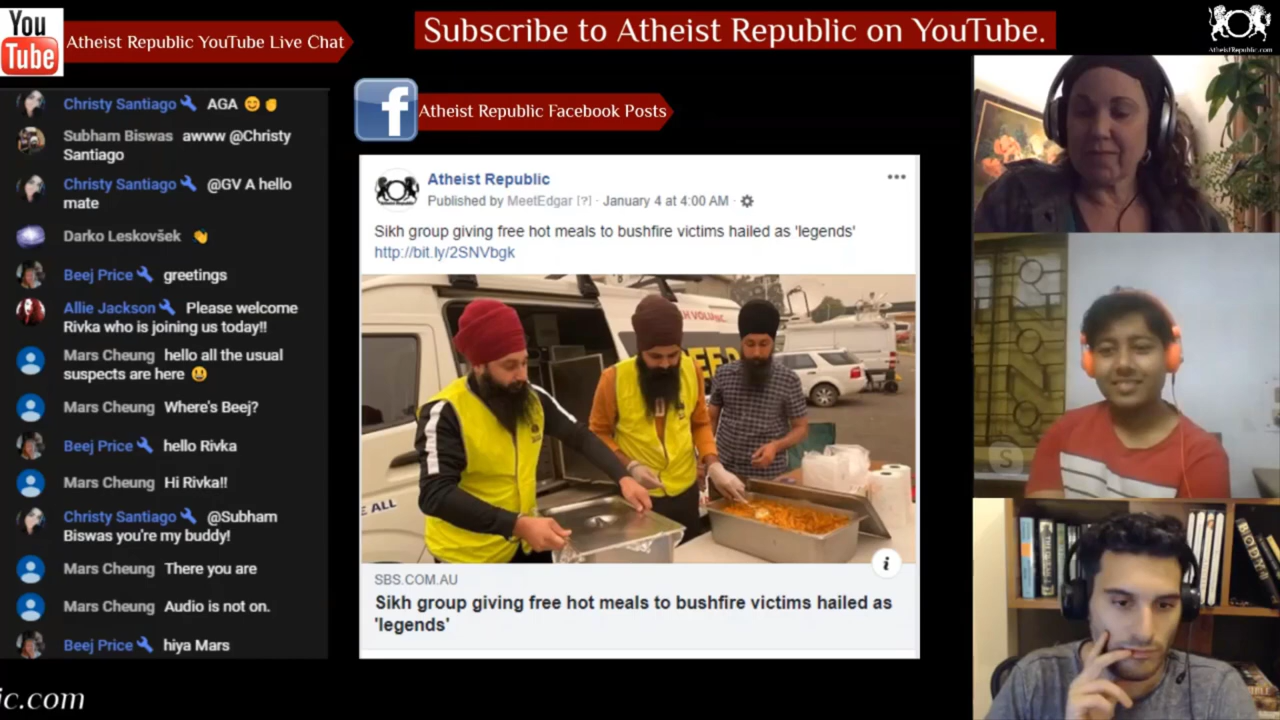 You
Tube
Atheist Republic YouTube Live Chat
Subscribe to Atheist Republic on YouTube.
AtheistRepublic.com
Christy Santiago AGA 😊✊
Subham Biswas awww @Christy
Santiago
Christy Santiago @GV A hello
mate
Darko Leskovšek 👏
Beej Price greetings
Allie Jackson Please welcome
Rivka who is joining us today!!
Mars Cheung hello all the usual
suspects are here 😃
Mars Cheung Where's Beej?
Beej Price hello Rivka
Mars Cheung Hi Rivka!!
Christy Santiago @Subham
Biswas you're my buddy!
Mars Cheung There you are
Mars Cheung Audio is not on.
Beej Price hiya Mars
ic.com
f
Atheist Republic Facebook Posts
Atheist Republic
Published by MeetEdgar [?] · January 4 at 4:00 AM ·
Sikh group giving free hot meals to bushfire victims hailed as 'legends'
http://bit.ly/2SNVbgk
H VOLUN
EED
E ALL
i
SBS.COM.AU
Sikh group giving free hot meals to bushfire victims hailed as
'legends'
S